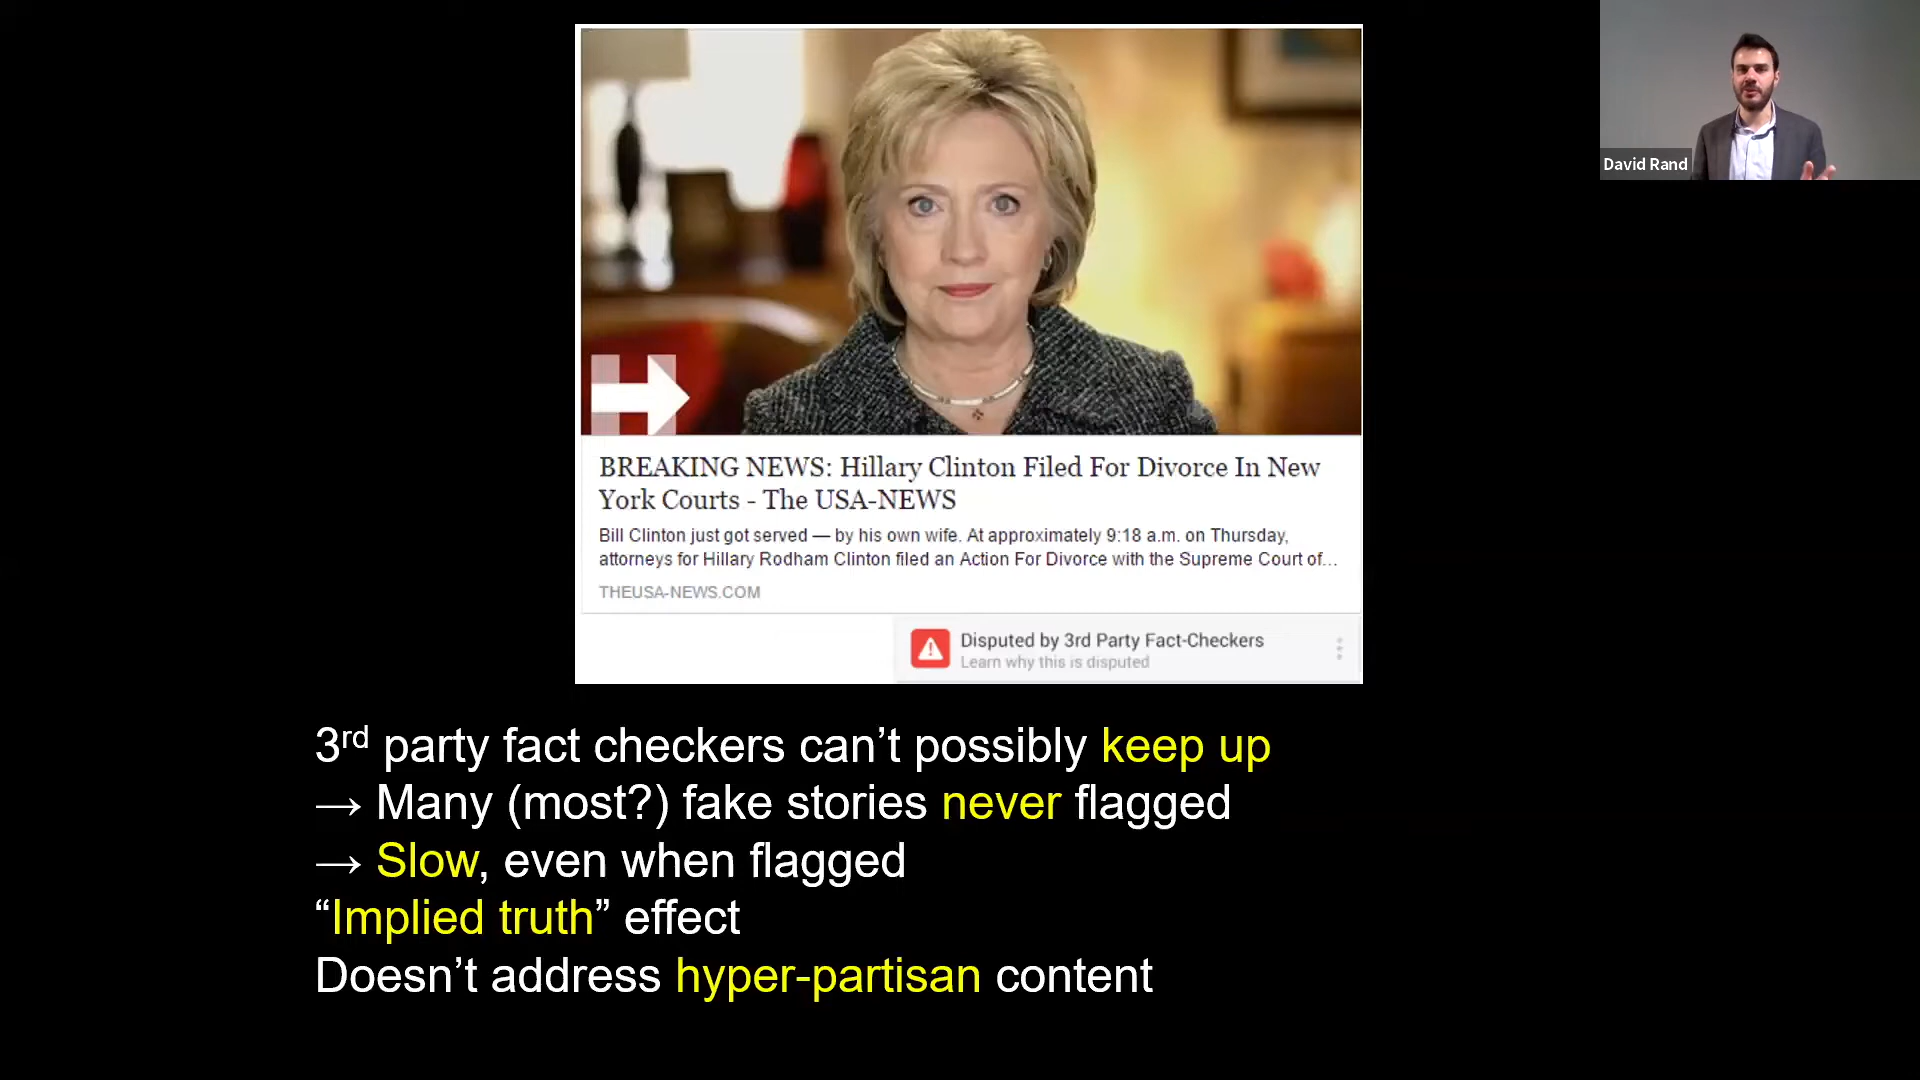 David Rand
BREAKING NEWS: Hillary Clinton Filed For Divorce In New
York Courts - The USA-NEWS
Bill Clinton just got served — by his own wife. At approximately 9:18 a.m. on Thursday,
attorneys for Hillary Rodham Clinton filed an Action For Divorce with the Supreme Court of...
THEUSA-NEWS.COM
Disputed by 3rd Party Fact-Checkers
Learn why this is disputed
3rd party fact checkers can’t possibly keep up
→ Many (most?) fake stories never flagged
→ Slow, even when flagged
“Implied truth” effect
Doesn’t address hyper-partisan content